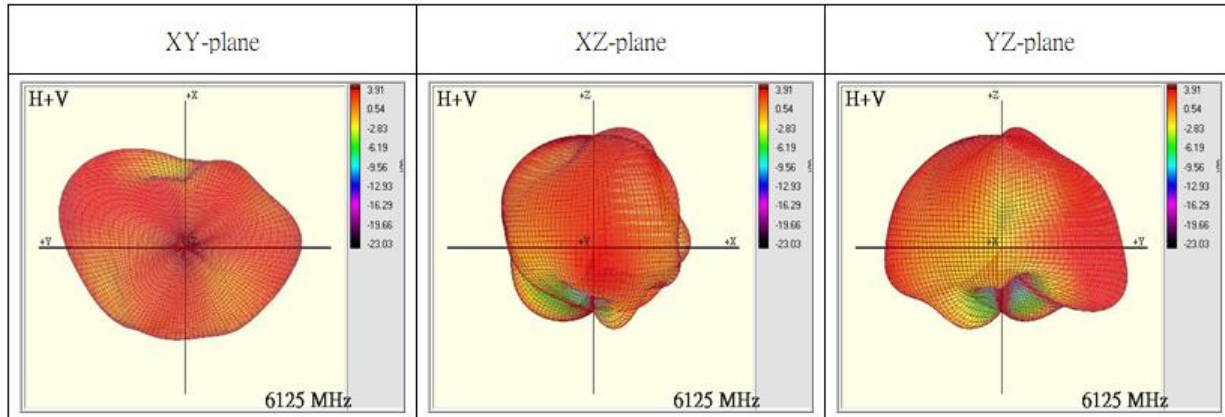 XY-plane
XZ-plane
YZ-plane
H+V
+X
+Y
3.91
0.54
-2.83
-6.19
-9.56
-12.93
-16.29
-19.66
-23.03
6125 MHz
H+V
+Z
+Y
+X
3.91
0.54
-2.83
-6.19
-9.56
-12.93
-16.29
-19.66
-23.03
6125 MHz
H+V
+Z
+X
+Y
3.91
0.54
-2.83
-6.19
-9.56
-12.93
-16.29
-19.66
-23.03
6125 MHz